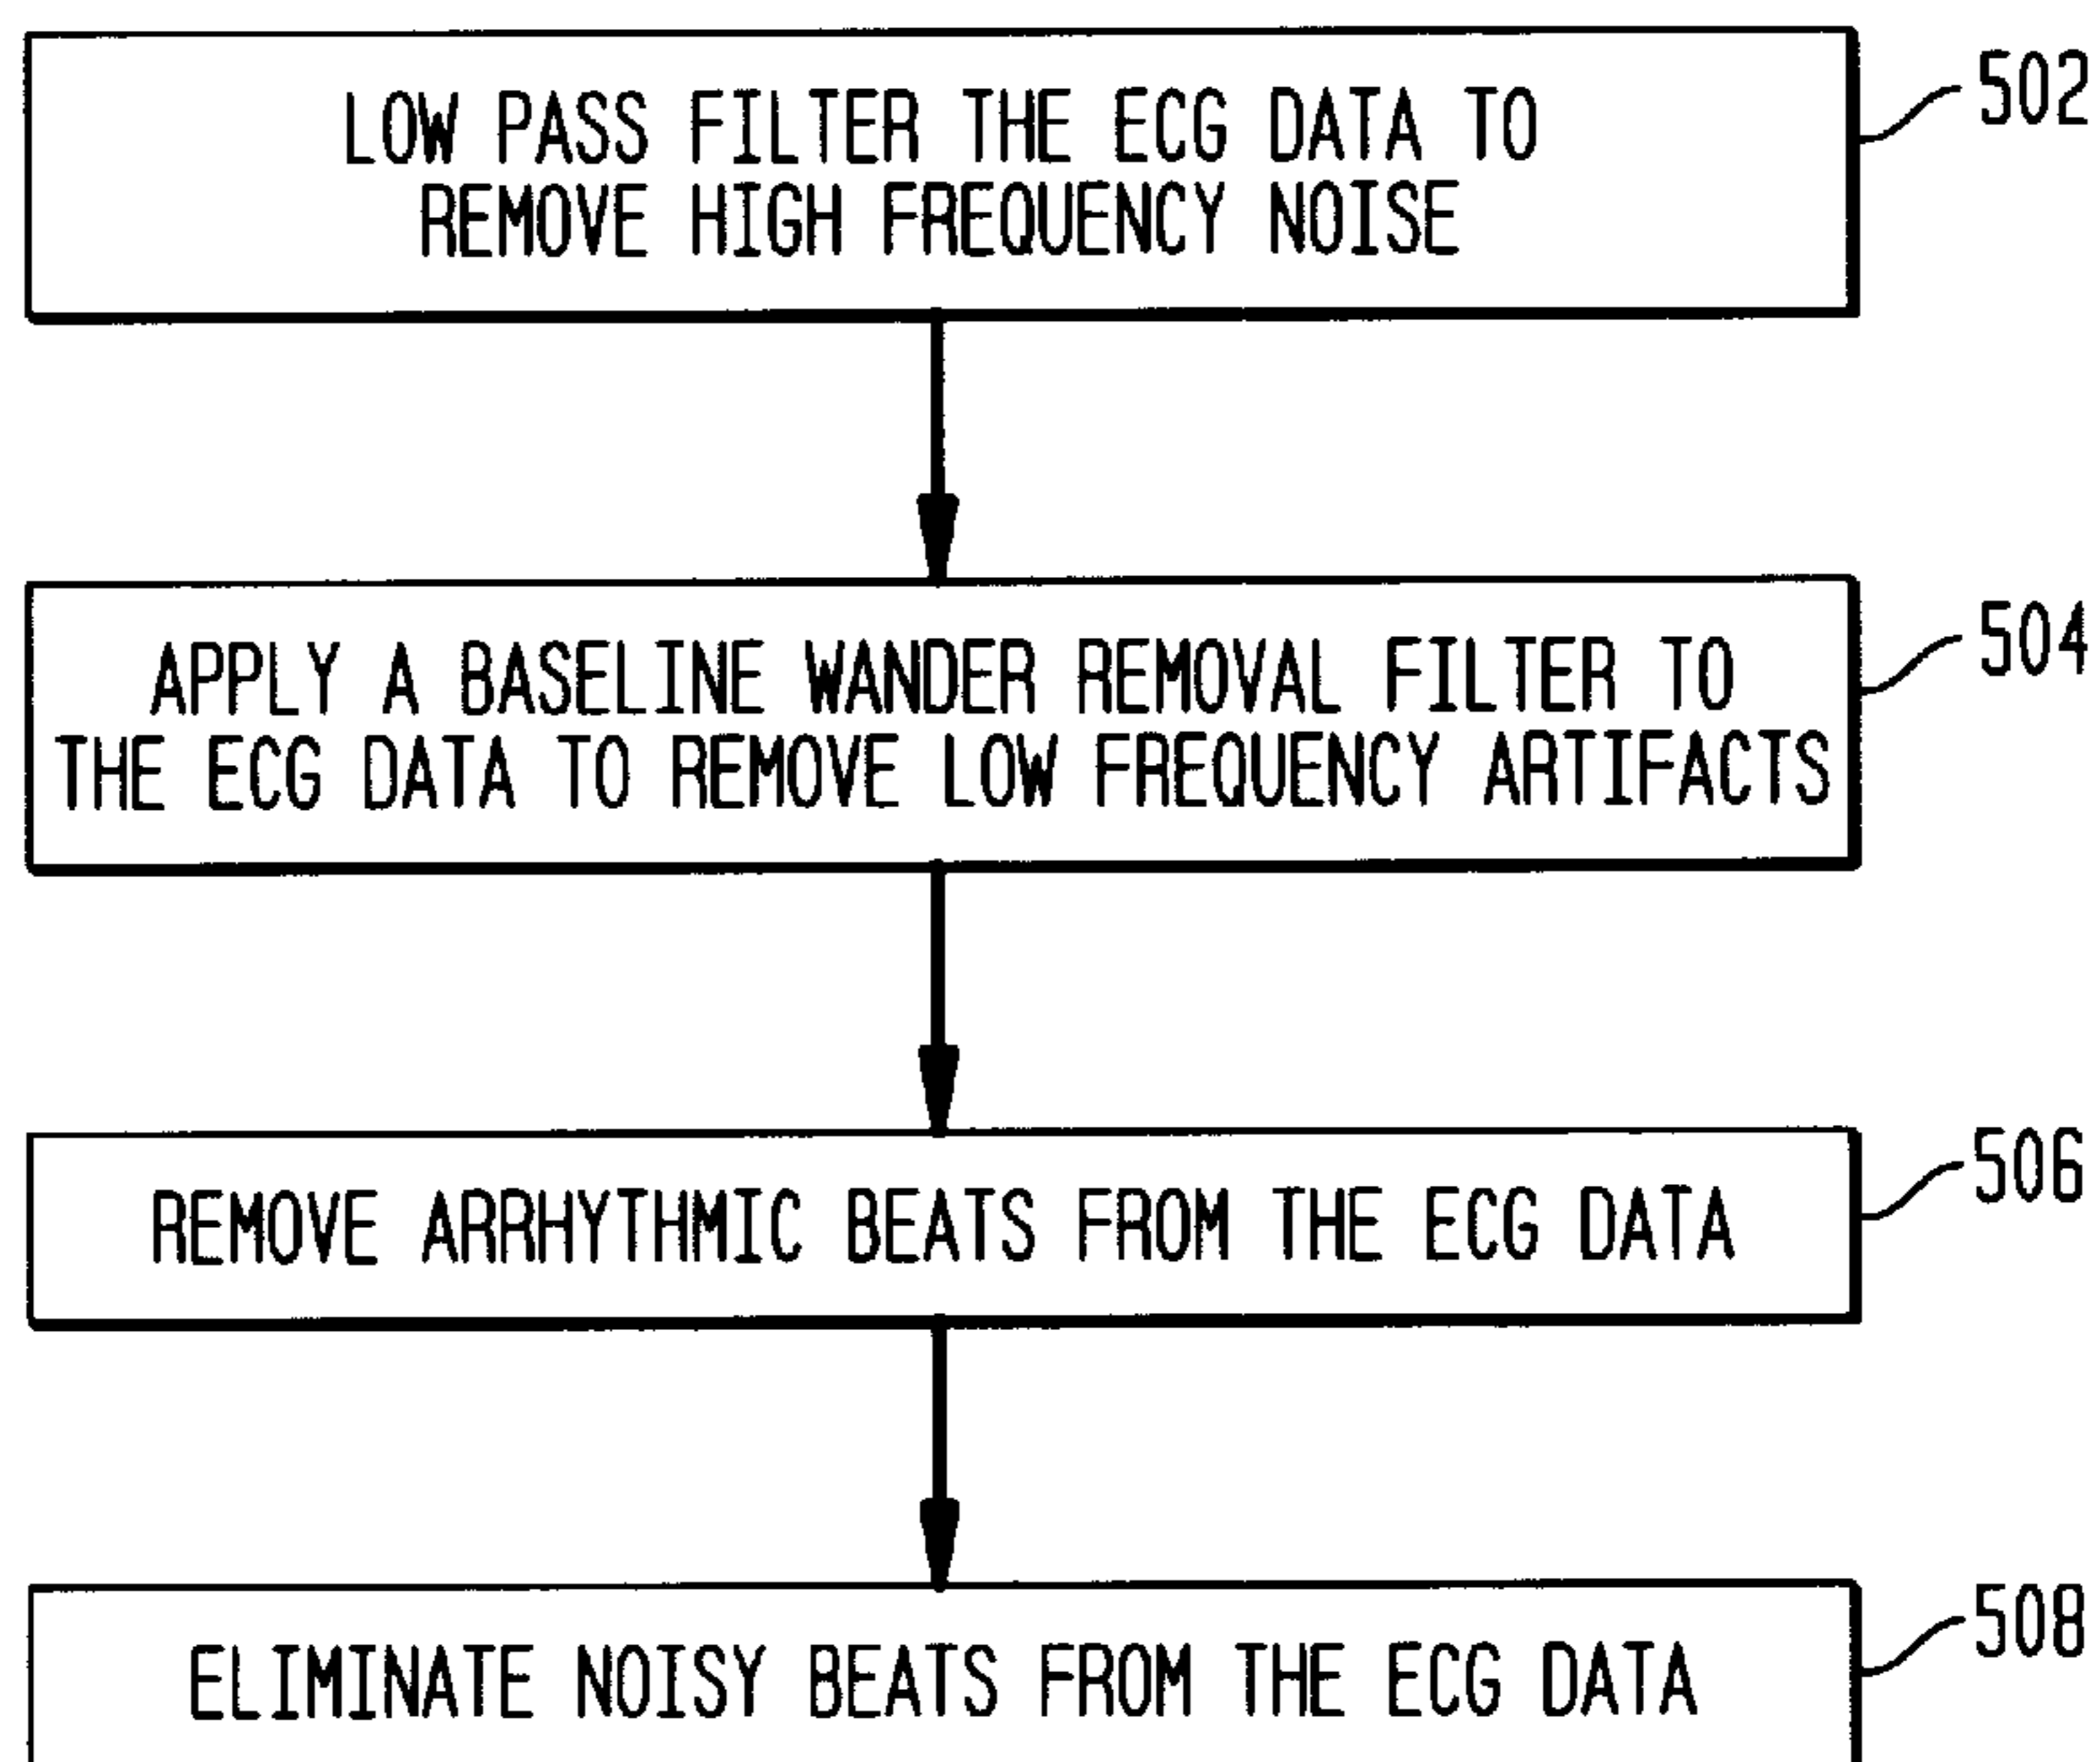 LOW PASS FILTER THE ECG DATA TO
REMOVE HIGH FREQUENCY NOISE
502
APPLY A BASELINE WANDER REMOVAL FILTER TO
THE ECG DATA TO REMOVE LOW FREQUENCY ARTIFACTS
504
REMOVE ARRHYTHMIC BEATS FROM THE ECG DATA
506
ELIMINATE NOISY BEATS FROM THE ECG DATA
508